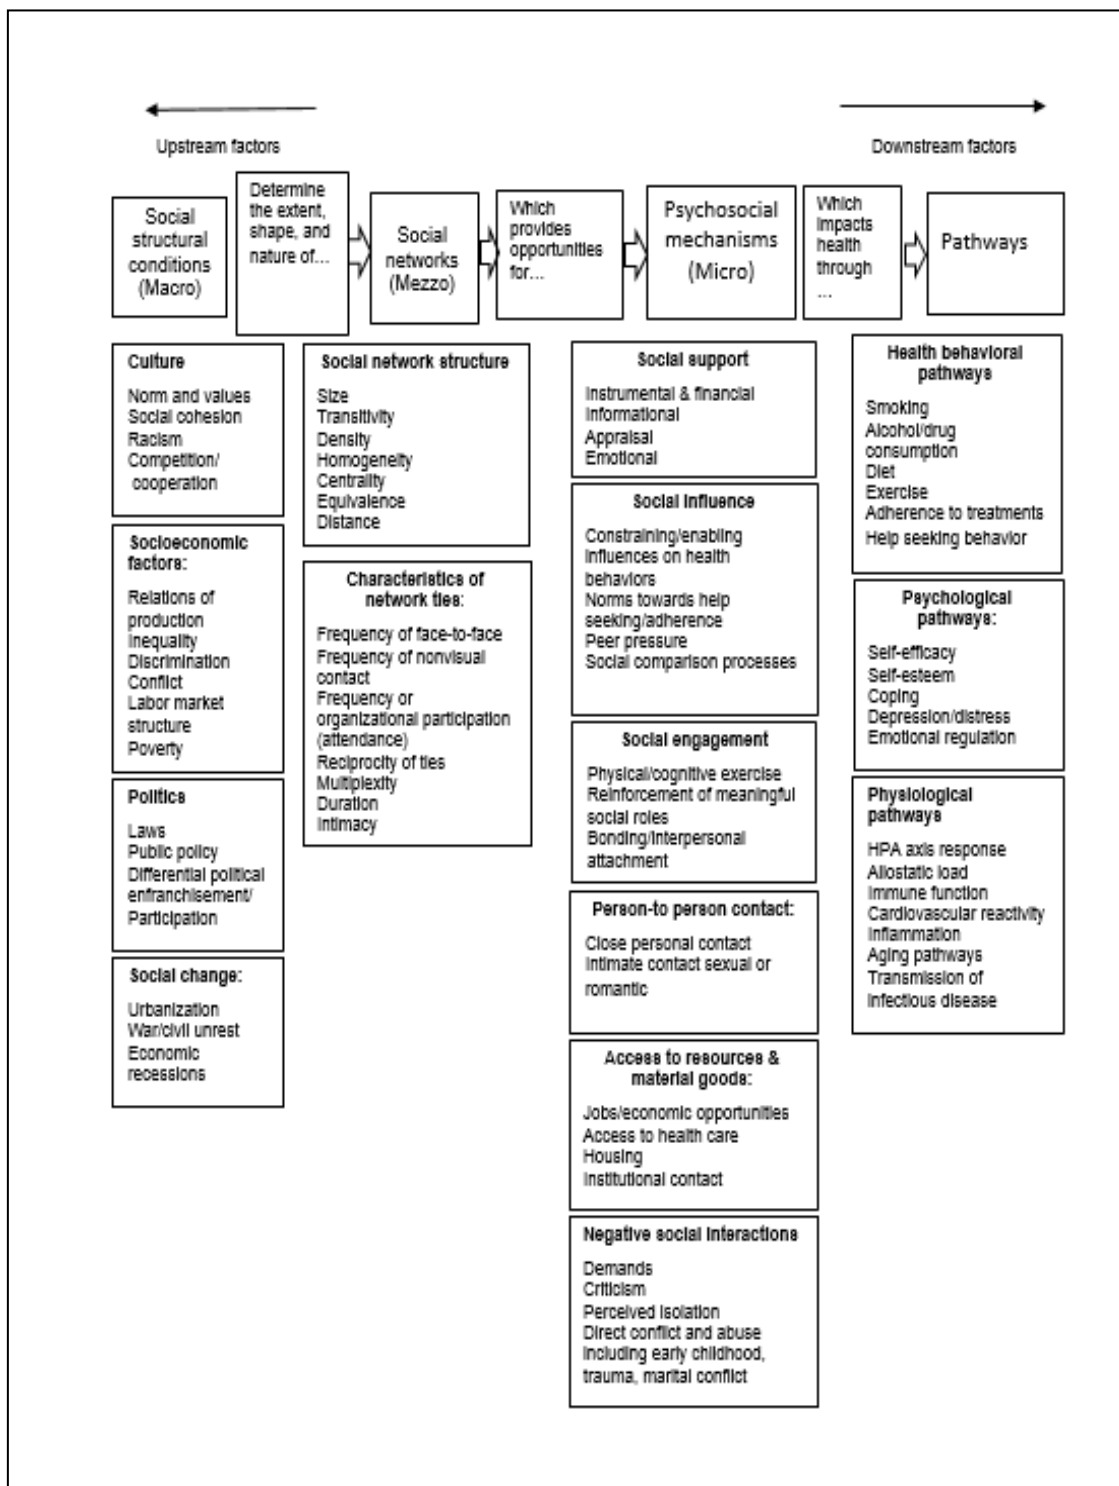 Upstream factors
Downstream factors
Social
structural
conditions
(Macro)
Determine
the extent,
shape, and
nature of...
Social
networks
(Mezzo)
Which
provides
opportunities
for...
Psychosocial
mechanisms
(Micro)
Which
impacts
health
through
...
Pathways
Culture
Norm and values
Social cohesion
Racism
Competition/
cooperation
Socioeconomic
factors:
Relations of
production
Inequality
Discrimination
Conflict
Labor market
structure
Poverty
Politics
Laws
Public policy
Differential political
enfranchisement/
Participation
Social change:
Urbanization
War/civil unrest
Economic
recessions
Social network structure
Size
Transitivity
Density
Homogeneity
Centrality
Equivalence
Distance
Characteristics of
network ties:
Frequency of face-to-face
Frequency of nonvisual
contact
Frequency or
organizational participation
(attendance)
Reciprocity of ties
Multiplexity
Duration
Intimacy
Social support
Instrumental & financial
Informational
Appraisal
Emotional
Social influence
Constraining/enabling
influences on health
behaviors
Norms towards help
seeking/adherence
Peer pressure
Social comparison processes
Social engagement
Physical/cognitive exercise
Reinforcement of meaningful
social roles
Bonding/interpersonal
attachment
Person-to person contact:
Close personal contact
Intimate contact sexual or
romantic
Access to resources &
material goods:
Jobs/economic opportunities
Access to health care
Housing
Institutional contact
Negative social interactions
Demands
Criticism
Perceived isolation
Direct conflict and abuse
including early childhood,
trauma, marital conflict
Health behavioral
pathways
Smoking
Alcohol/drug
consumption
Diet
Exercise
Adherence to treatments
Help seeking behavior
Psychological
pathways:
Self-efficacy
Self-esteem
Coping
Depression/distress
Emotional regulation
Physiological
pathways
HPA axis response
Allostatic load
Immune function
Cardiovascular reactivity
Inflammation
Aging pathways
Transmission of
infectious disease